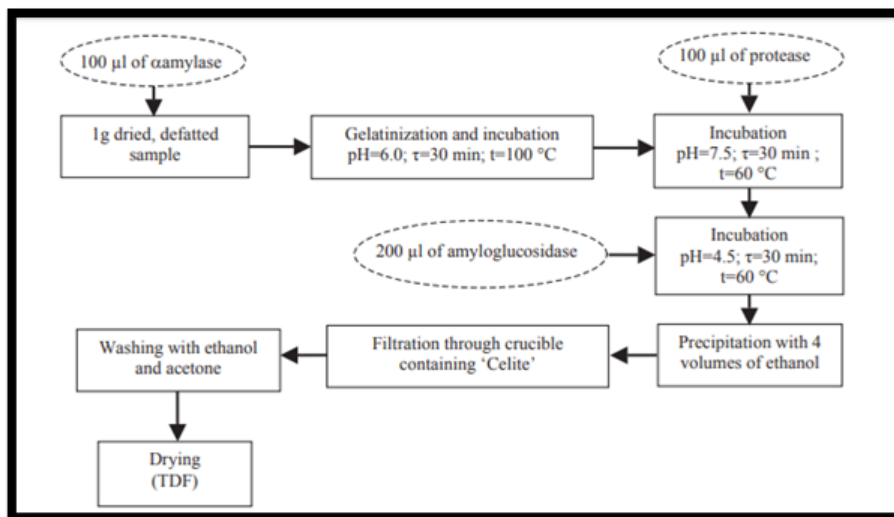 100 µl of αamylase
100 µl of protease
1g dried, defatted
sample
Gelatinization and incubation
pH=6.0; τ=30 min; t=100 °C
Incubation
pH=7.5; τ=30 min ;
t=60 °C
200 µl of amyloglucosidase
Incubation
pH=4.5; τ=30 min;
t=60 °C
Precipitation with 4
volumes of ethanol
Filtration through crucible
containing ‘Celite’
Washing with ethanol
and acetone
Drying
(TDF)